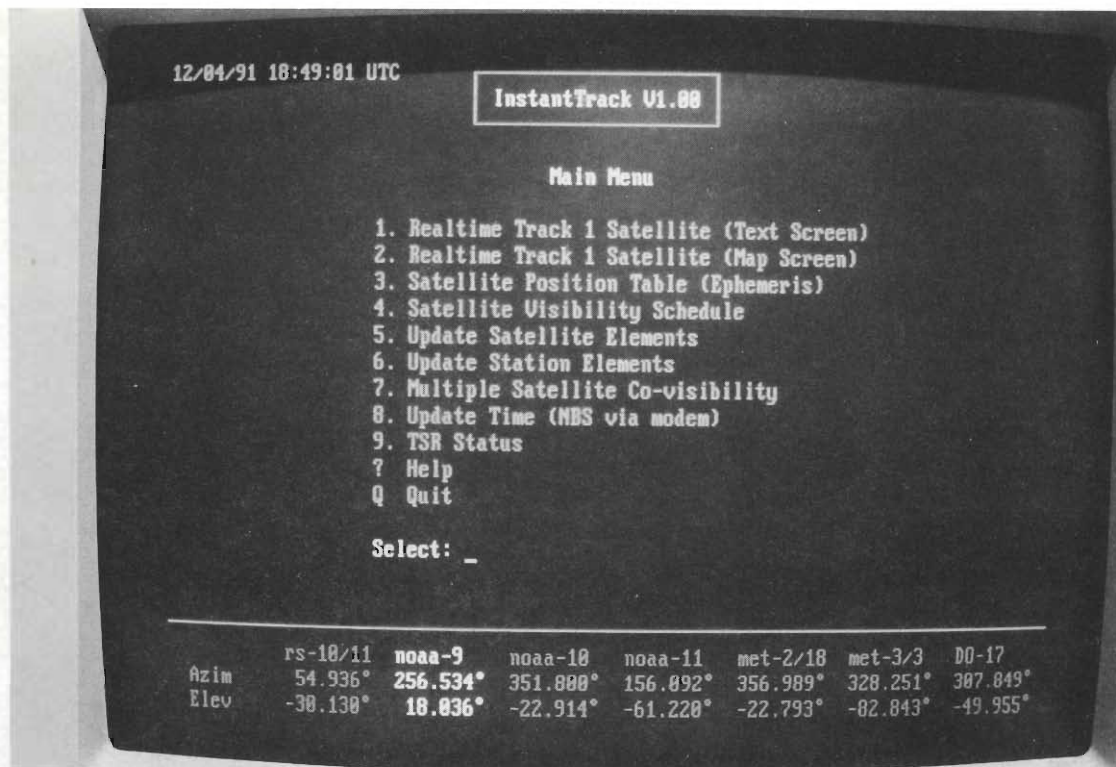 12/04/91 18:49:01 UTC
InstantTrack V1.00
Main Menu
1. Realtime Track 1 Satellite (Text Screen)
2. Realtime Track 1 Satellite (Map Screen)
3. Satellite Position Table (Ephemeris)
4. Satellite Visibility Schedule
5. Update Satellite Elements
6. Update Station Elements
7. Multiple Satellite Co-visibility
8. Update Time (NBS via modem)
9. TSR Status
? Help
Q Quit
Select: _
rs-10/11 noaa-9 noaa-10 noaa-11 met-2/18 met-3/3 DO-17
Azim 54.936° 256.534° 351.800° 156.092° 356.989° 328.251° 307.849°
Elev -30.130° 18.036° -22.914° -61.220° -22.793° -82.843° -49.955°